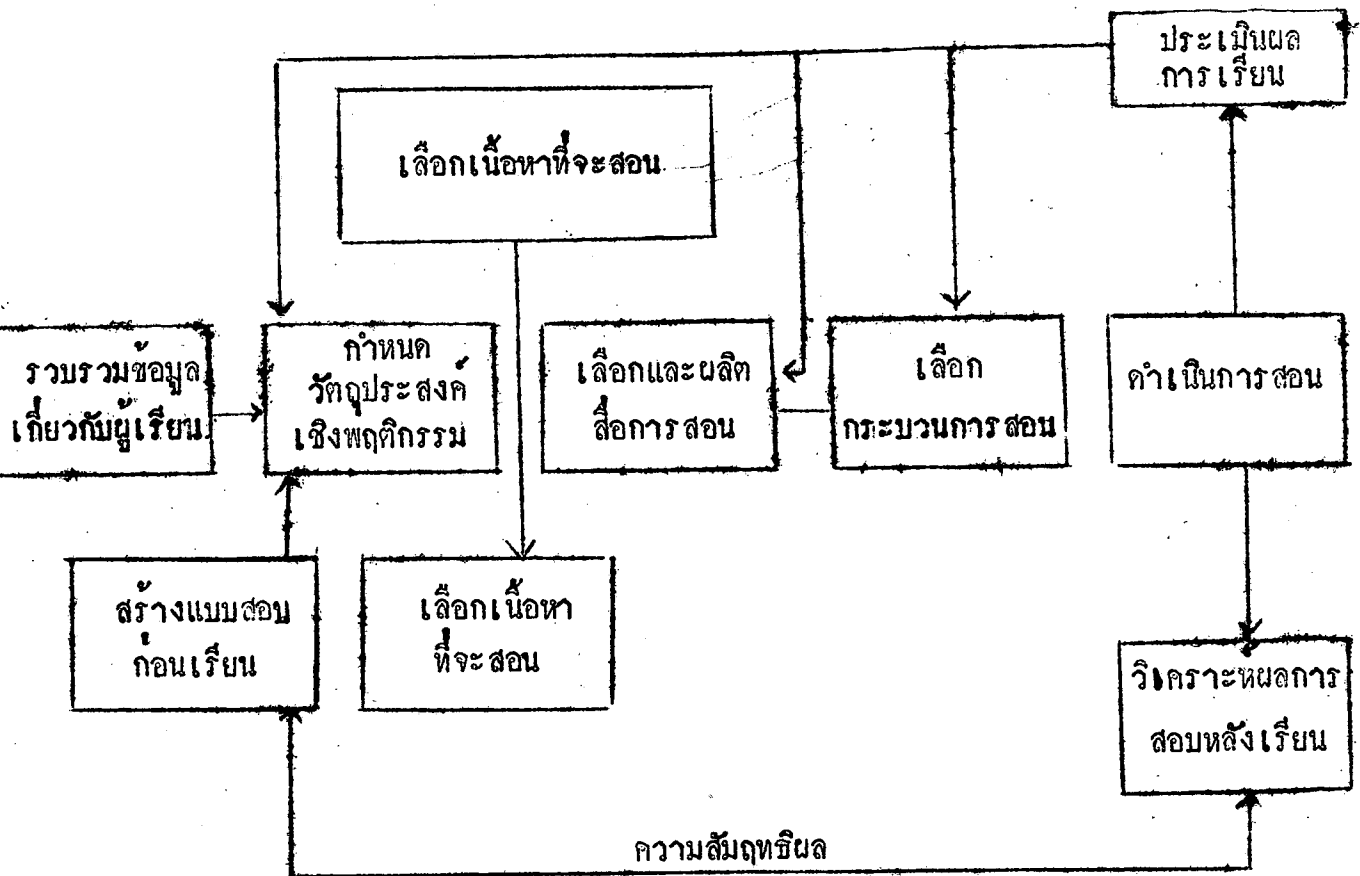 ประเมินผล
การเรียน
เลือกเนื้อหาที่จะสอน
รวบรวมข้อมูล
เกี่ยวกับผู้เรียน
กำหนด
วัตถุประสงค์
เชิงพฤติกรรม
เลือกและผลิต
สื่อการสอน
เลือก
กระบวนการสอน
ดำเนินการสอน
สร้างแบบสอบ
ก่อนเรียน
เลือกเนื้อหา
ที่จะสอน
วิเคราะหผลการ
สอบหลังเรียน
ความสัมฤทธิผล